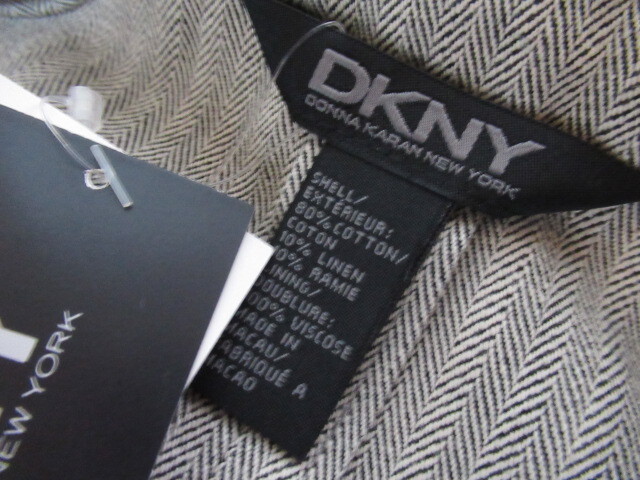 DKNY
DONNA KARAN NEW YORK
SHELL/
EXTÉRIEUR:
80% COTTON/
COTON
10% LINEN
10% RAMIE
LINING/
DOUBLURE:
100% VISCOSE
MADE IN
MACAU/
FABRIQUÉ A
MACAO
Y
NEW YORK